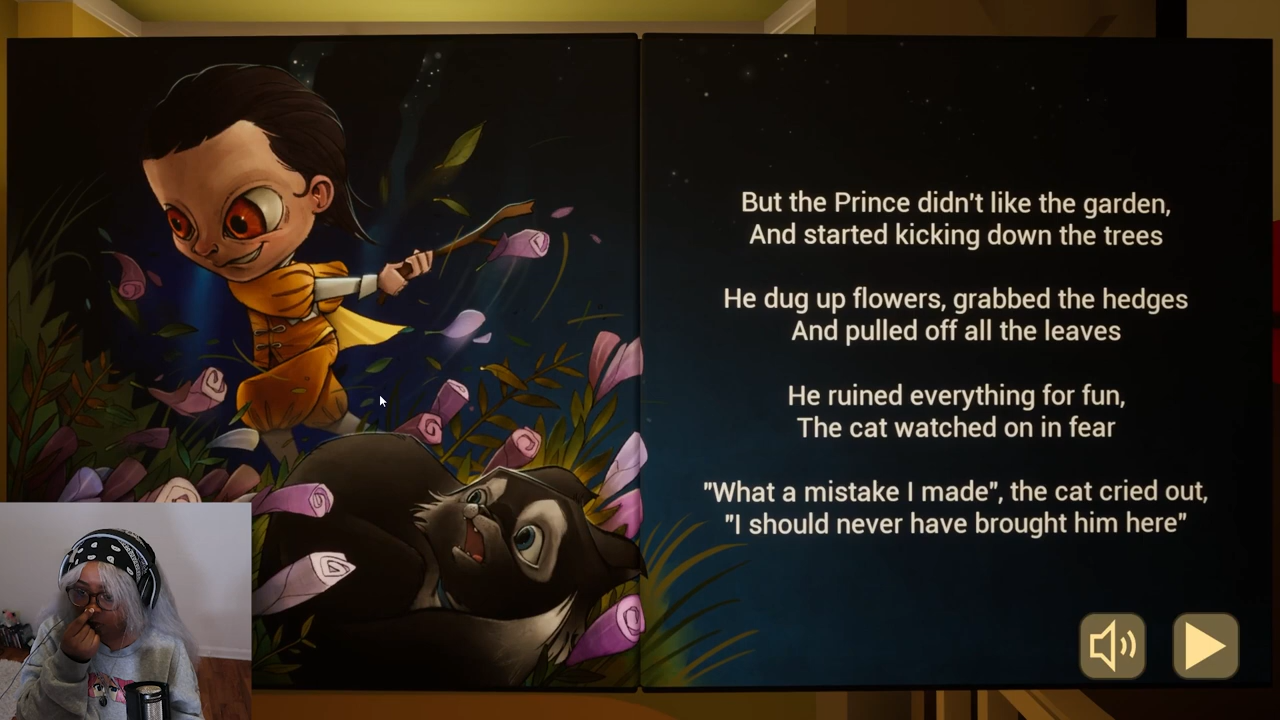 But the Prince didn't like the garden,
And started kicking down the trees
He dug up flowers, grabbed the hedges
And pulled off all the leaves
He ruined everything for fun,
The cat watched on in fear
"What a mistake I made", the cat cried out,
"I should never have brought him here"